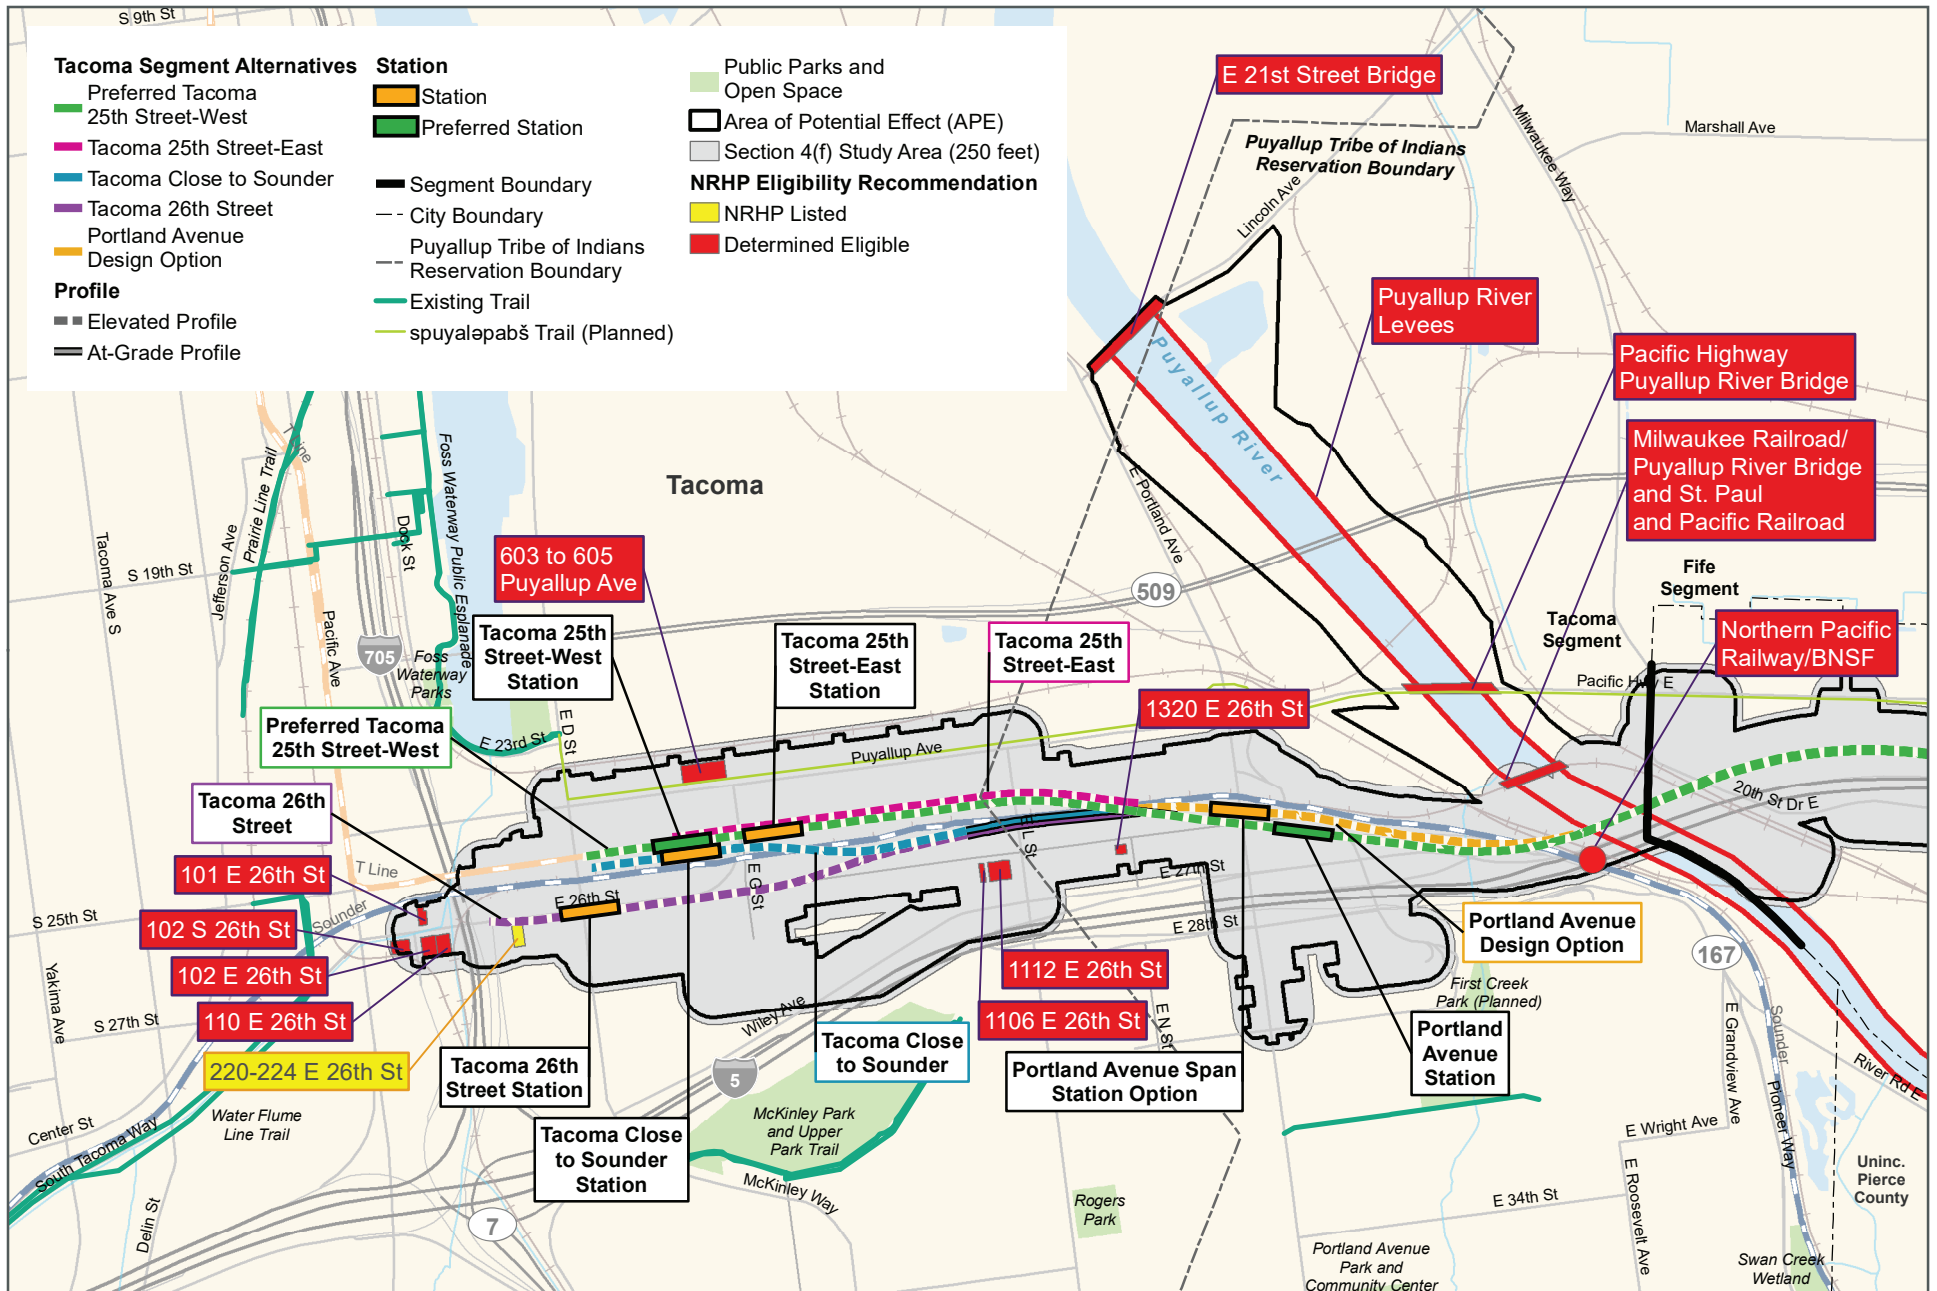 S 9th St
Tacoma Segment Alternatives
Preferred Tacoma
25th Street-West
Tacoma 25th Street-East
Tacoma Close to Sounder
Tacoma 26th Street
Portland Avenue
Design Option
Profile
Elevated Profile
At-Grade Profile
Station
Station
Preferred Station
Segment Boundary
City Boundary
Puyallup Tribe of Indians
Reservation Boundary
Existing Trail
spuyaləpabš Trail (Planned)
Public Parks and
Open Space
Area of Potential Effect (APE)
Section 4(f) Study Area (250 feet)
NRHP Eligibility Recommendation
NRHP Listed
Determined Eligible
E 21st Street Bridge
Puyallup Tribe of Indians
Reservation Boundary
Lincoln Ave
Milwaukee Way
Marshall Ave
Puyallup River
Levees
Pacific Highway
Puyallup River Bridge
Milwaukee Railroad/
Puyallup River Bridge
and St. Paul
and Pacific Railroad
Puyallup River
Fife
Segment
Tacoma
Segment
Northern Pacific
Railway/BNSF
Pacific Hwy E
20th St Dr E
T Line
Prairie Line Trail
Foss Waterway Public Esplanade
Dock St
Jefferson Ave
Tacoma Ave S
S 19th St
Pacific Ave
705
Foss
Waterway
Parks
Tacoma
E Portland Ave
509
603 to 605
Puyallup Ave
Tacoma 25th
Street-West
Station
Tacoma 25th
Street-East
Station
Tacoma 25th
Street-East
1320 E 26th St
Preferred Tacoma
25th Street-West
E 23rd St
E D St
Puyallup Ave
Tacoma 26th
Street
T Line
E L St
E G St
E 26th St
E 27th St
E 28th St
101 E 26th St
102 S 26th St
102 E 26th St
110 E 26th St
220-224 E 26th St
S 25th St
Sounder
Yakima Ave
S 27th St
Center St
South Tacoma Way
Water Flume
Line Trail
Delin St
7
Tacoma 26th
Street Station
Tacoma Close
to Sounder
Station
Wiley Ave
5
Tacoma Close
to Sounder
McKinley Park
and Upper
Park Trail
McKinley Way
1112 E 26th St
1106 E 26th St
E N St
Portland Avenue Span
Station Option
Portland Avenue
Design Option
First Creek
Park (Planned)
Portland
Avenue
Station
167
E Grandview Ave
Sounder
Pioneer Way
River Rd E
E Wright Ave
E Roosevelt Ave
E 34th St
Rogers
Park
Portland Avenue
Park and
Community Center
Uninc.
Pierce
County
Swan Creek
Wetland